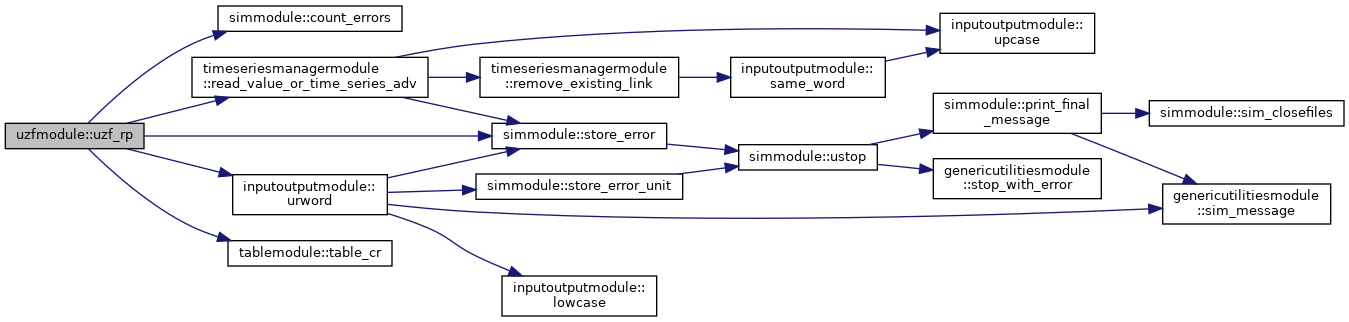 simmodule::count_errors
inputoutputmodule::
upcase
timeseriesmanagermodule
::read_value_or_time_series_adv
timeseriesmanagermodule
::remove_existing_link
inputoutputmodule::
same_word
simmodule::print_final
_message
simmodule::sim_closefiles
uzfmodule::uzf_rp
simmodule::store_error
simmodule::ustop
genericutilitiesmodule
::stop_with_error
inputoutputmodule::
urword
simmodule::store_error_unit
genericutilitiesmodule
::sim_message
tablemodule::table_cr
inputoutputmodule::
lowcase